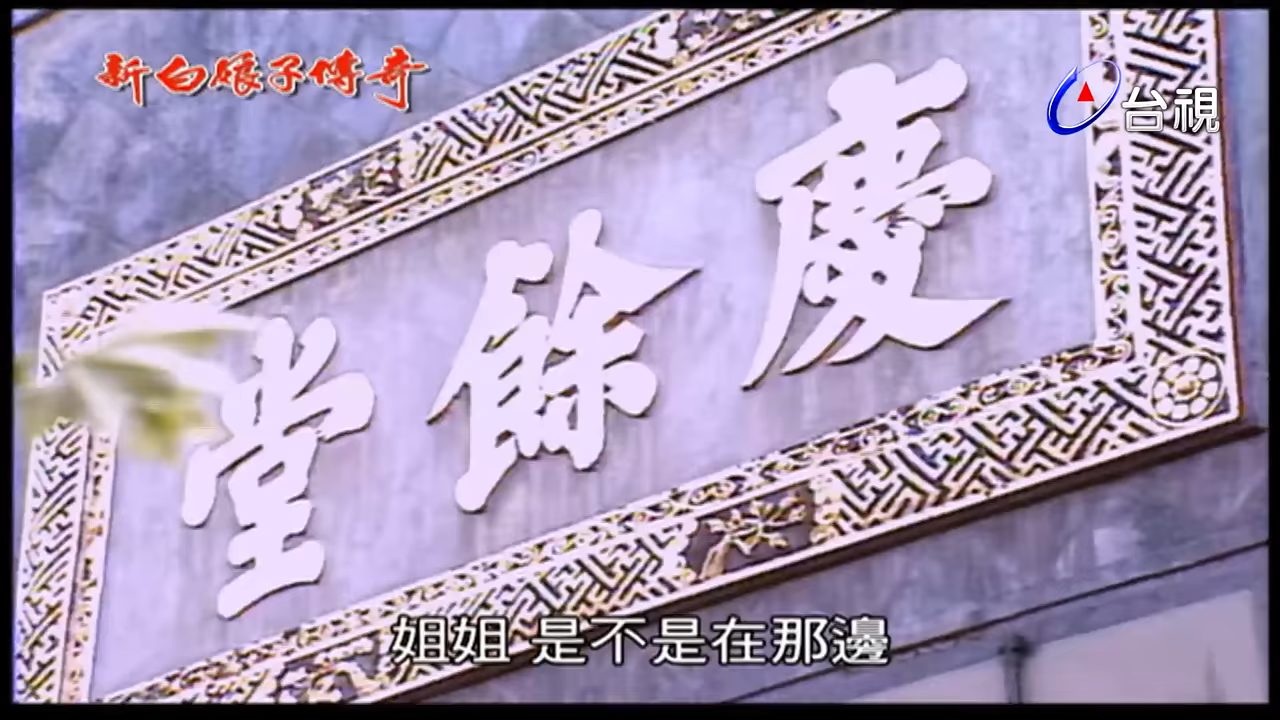 新白娘子傳奇
台視
慶餘堂
姐姐 是不是在那邊